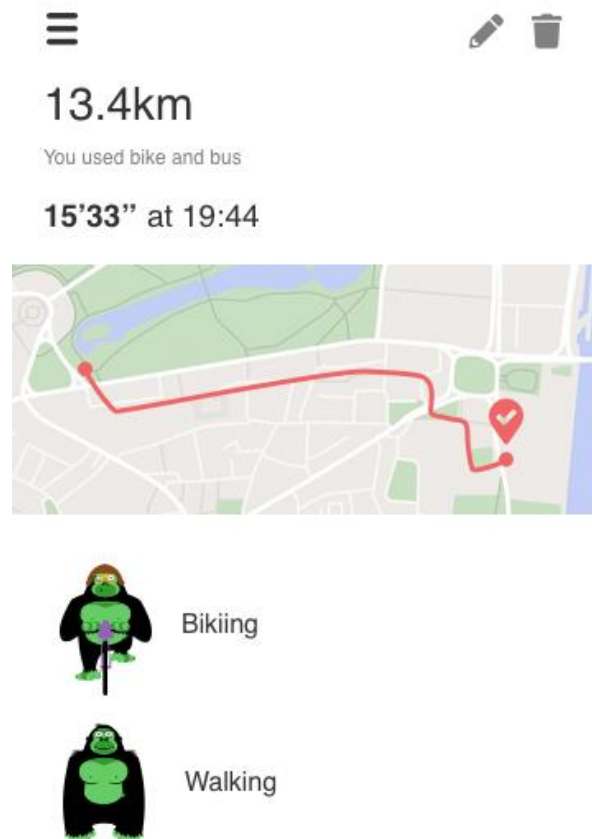 13.4km
You used bike and bus
15’33” at 19:44
Bikiing
Walking